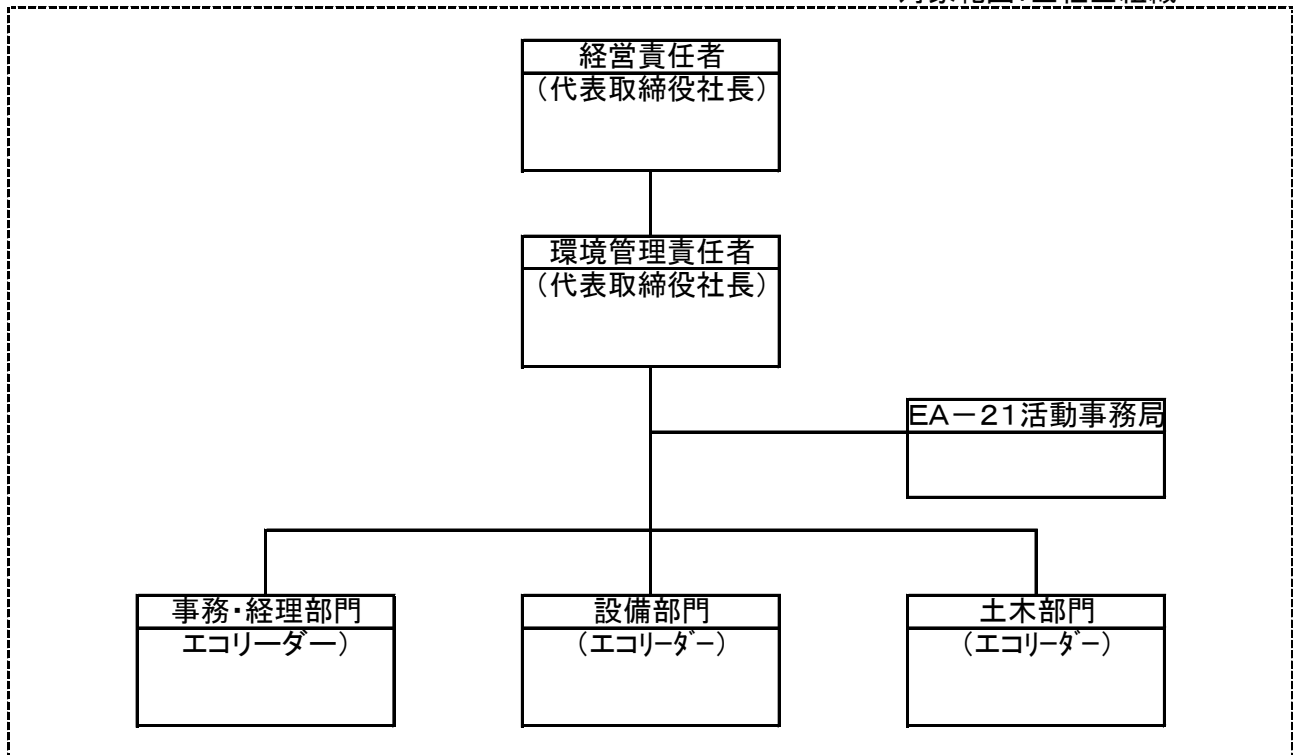 経営責任者
（代表取締役社長）
環境管理責任者
（代表取締役社長）
EA－21活動事務局
事務・経理部門
エコリーダー）
設備部門
（エコリーダー）
土木部門
（エコリーダー）